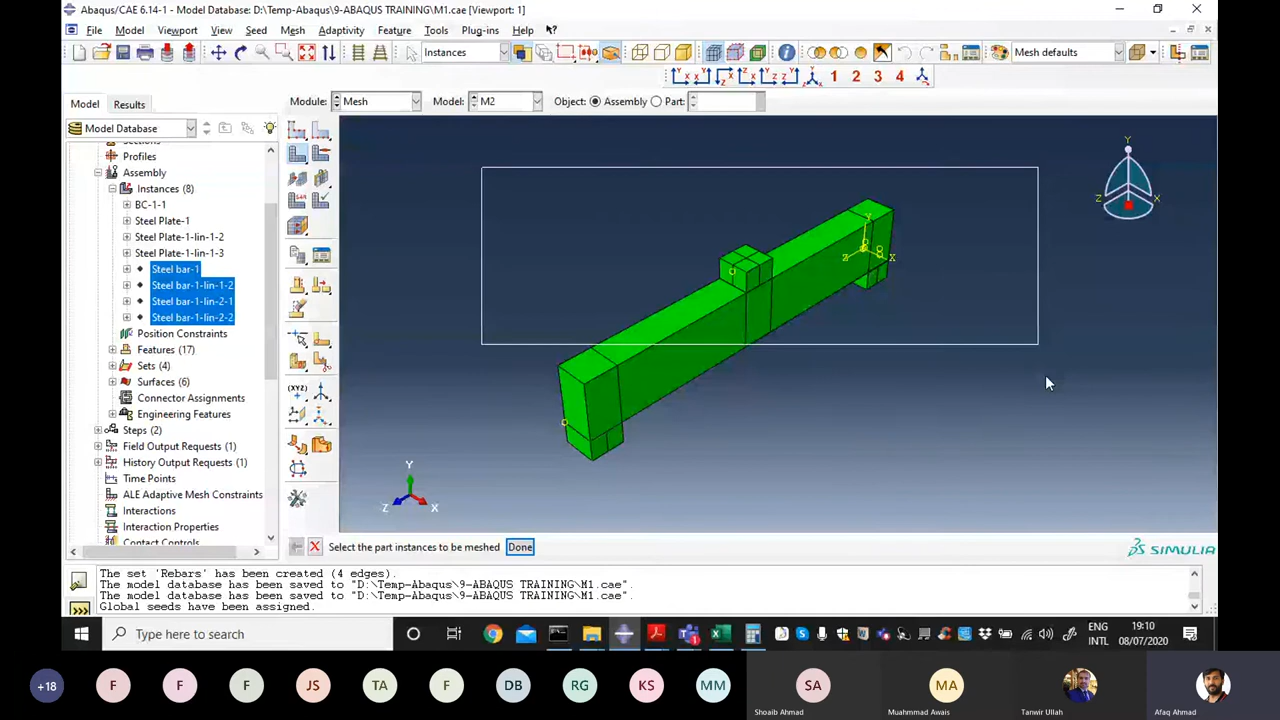 Abaqus/CAE 6.14-1 - Model Database: D:\Temp-Abaqus\9-ABAQUS TRAINING\M1.cae [Viewport: 1]
File Model Viewport View Seed Mesh Adaptivity Feature Tools Plug-ins Help
Instances Mesh defaults
1 2 3 4
Model Results Module: Mesh Model: M2 Object: Assembly Part:
Model Database
Profiles
Assembly
Instances (8)
BC-1-1
Steel Plate-1
Steel Plate-1-lin-1-2
Steel Plate-1-lin-1-3
Steel bar-1
Steel bar-1-lin-1-2
Steel bar-1-lin-2-1
Steel bar-1-lin-2-2
Position Constraints
Features (17)
Sets (4)
Surfaces (6)
Connector Assignments
Engineering Features
Steps (2)
Field Output Requests (1)
History Output Requests (1)
Time Points
ALE Adaptive Mesh Constraints
Interactions
Interaction Properties
Contact Controls
Y
Z X
Y
Z X
Y
Z X
Select the part instances to be meshed Done
SIMULIA
The set 'Rebars' has been created (4 edges).
The model database has been saved to "D:\Temp-Abaqus\9-ABAQUS TRAINING\M1.cae".
The model database has been saved to "D:\Temp-Abaqus\9-ABAQUS TRAINING\M1.cae".
Global seeds have been assigned.
>>>
Type here to search
ENG
INTL
19:10
08/07/2020
+18 F F F JS TA F DB RG KS MM SA MA
Shoaib Ahmad Muahmmad Awais Tanwir Ullah Afaq Ahmad